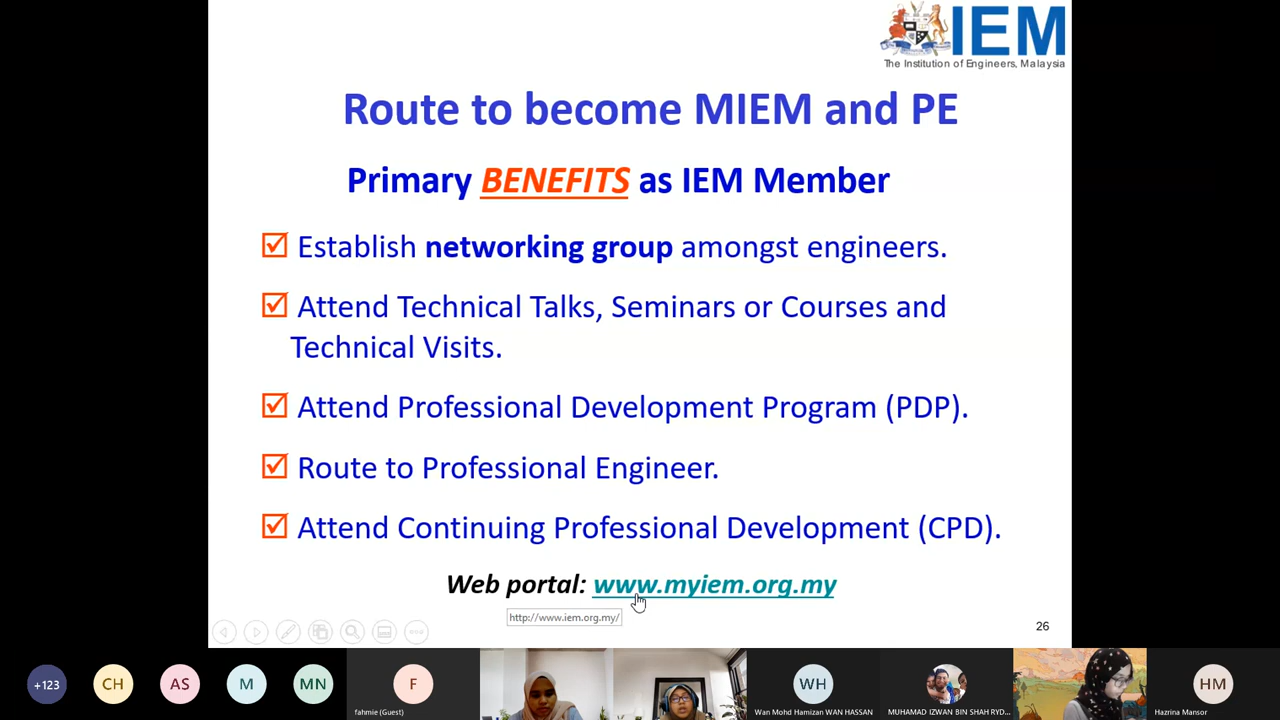 IEM
The Institution of Engineers, Malaysia
Route to become MIEM and PE
Primary BENEFITS as IEM Member
Establish networking group amongst engineers.
Attend Technical Talks, Seminars or Courses and
Technical Visits.
Attend Professional Development Program (PDP).
Route to Professional Engineer.
Attend Continuing Professional Development (CPD).
Web portal: www.myiem.org.my
http://www.iem.org.my/
26
+123
CH
AS
M
MN
F
WH
HM
fahmie (Guest)
Wan Mohd Hamizan WAN HASSAN
MUHAMAD IZWAN BIN SHAH RYD...
Hazrina Mansor